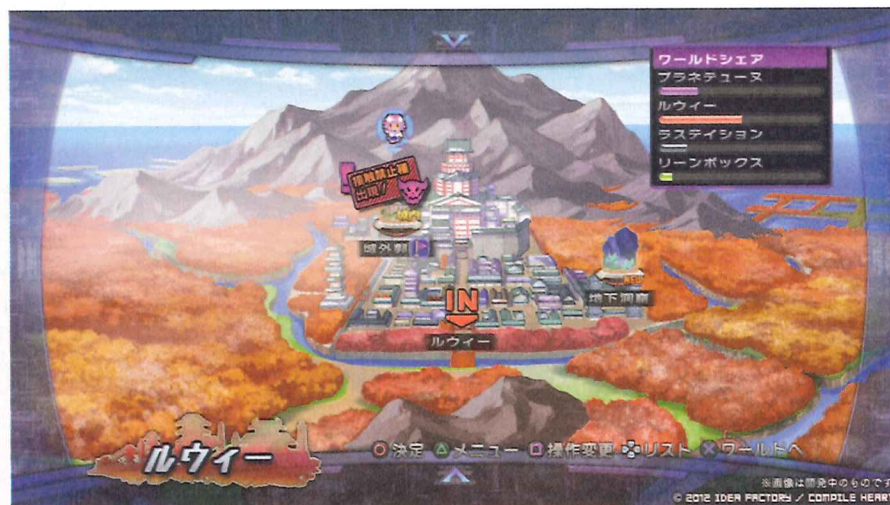 ワールドシェア
プラネテューヌ
ルウィー
ラステイション
リーンボックス
接触禁止種
出現!!
城外
地下洞窟
IN
ルウィー
ルウィー
○決定 △メニュー □操作変更 リスト ×ワールドへ
※画像は開発中のものです
© 2012 IDEA FACTORY / COMPILE HEART